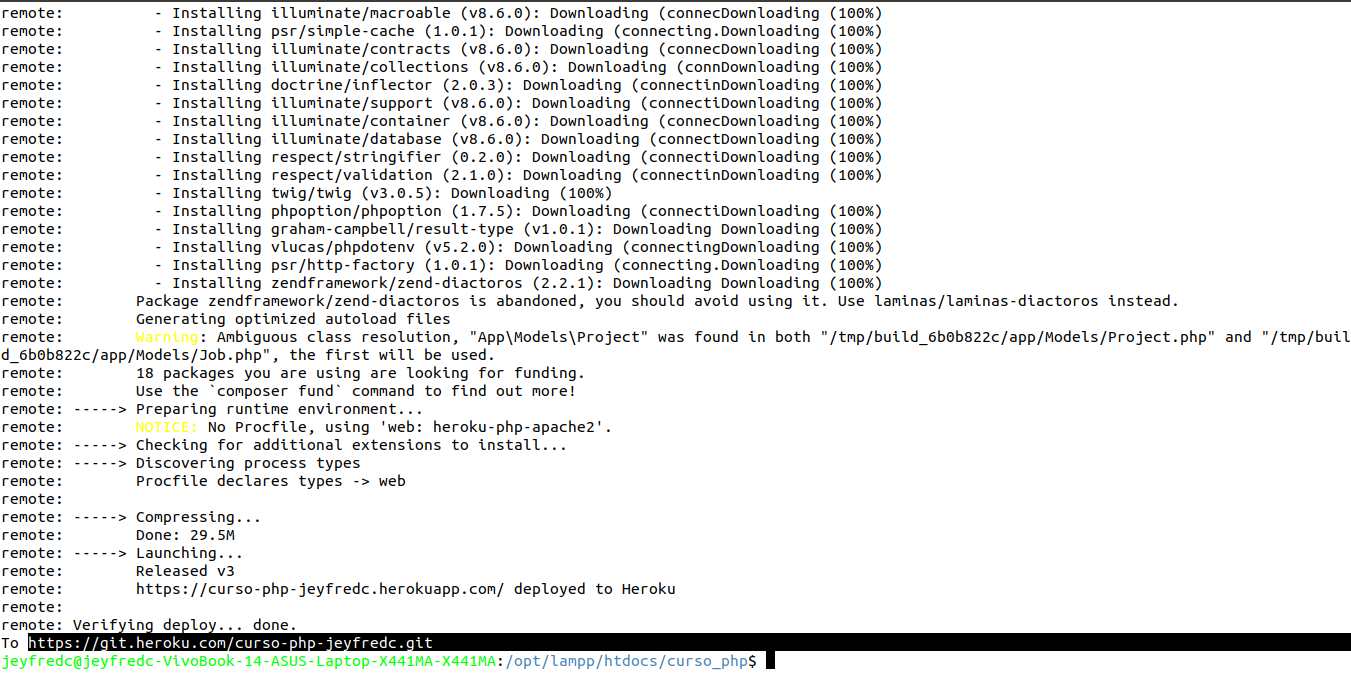 remote:          - Installing illuminate/macroable (v8.6.0): Downloading (connecDownloading (100%)
remote:          - Installing psr/simple-cache (1.0.1): Downloading (connecting.Downloading (100%)
remote:          - Installing illuminate/contracts (v8.6.0): Downloading (connecDownloading (100%)
remote:          - Installing illuminate/collections (v8.6.0): Downloading (connDownloading (100%)
remote:          - Installing doctrine/inflector (2.0.3): Downloading (connectinDownloading (100%)
remote:          - Installing illuminate/support (v8.6.0): Downloading (connectiDownloading (100%)
remote:          - Installing illuminate/container (v8.6.0): Downloading (connecDownloading (100%)
remote:          - Installing illuminate/database (v8.6.0): Downloading (connectDownloading (100%)
remote:          - Installing respect/stringifier (0.2.0): Downloading (connectiDownloading (100%)
remote:          - Installing respect/validation (2.1.0): Downloading (connectinDownloading (100%)
remote:          - Installing twig/twig (v3.0.5): Downloading (100%)
remote:          - Installing phpoption/phpoption (1.7.5): Downloading (connectiDownloading (100%)
remote:          - Installing graham-campbell/result-type (v1.0.1): Downloading Downloading (100%)
remote:          - Installing vlucas/phpdotenv (v5.2.0): Downloading (connectingDownloading (100%)
remote:          - Installing psr/http-factory (1.0.1): Downloading (connecting.Downloading (100%)
remote:          - Installing zendframework/zend-diactoros (2.2.1): Downloading Downloading (100%)
remote:        Package zendframework/zend-diactoros is abandoned, you should avoid using it. Use laminas/laminas-diactoros instead.
remote:        Generating optimized autoload files
remote:        Warning: Ambiguous class resolution, "App\Models\Project" was found in both "/tmp/build_6b0b822c/app/Models/Project.php" and "/tmp/buil
d_6b0b822c/app/Models/Job.php", the first will be used.
remote:        18 packages you are using are looking for funding.
remote:        Use the `composer fund` command to find out more!
remote: -----> Preparing runtime environment...
remote:        NOTICE: No Procfile, using 'web: heroku-php-apache2'.
remote: -----> Checking for additional extensions to install...
remote: -----> Discovering process types
remote:        Procfile declares types -> web
remote:
remote: -----> Compressing...
remote:        Done: 29.5M
remote: -----> Launching...
remote:        Released v3
remote:        https://curso-php-jeyfredc.herokuapp.com/ deployed to Heroku
remote:
remote: Verifying deploy... done.
To https://git.heroku.com/curso-php-jeyfredc.git
jeyfredc@jeyfredc-VivoBook-14-ASUS-Laptop-X441MA-X441MA:/opt/lampp/htdocs/curso_php$